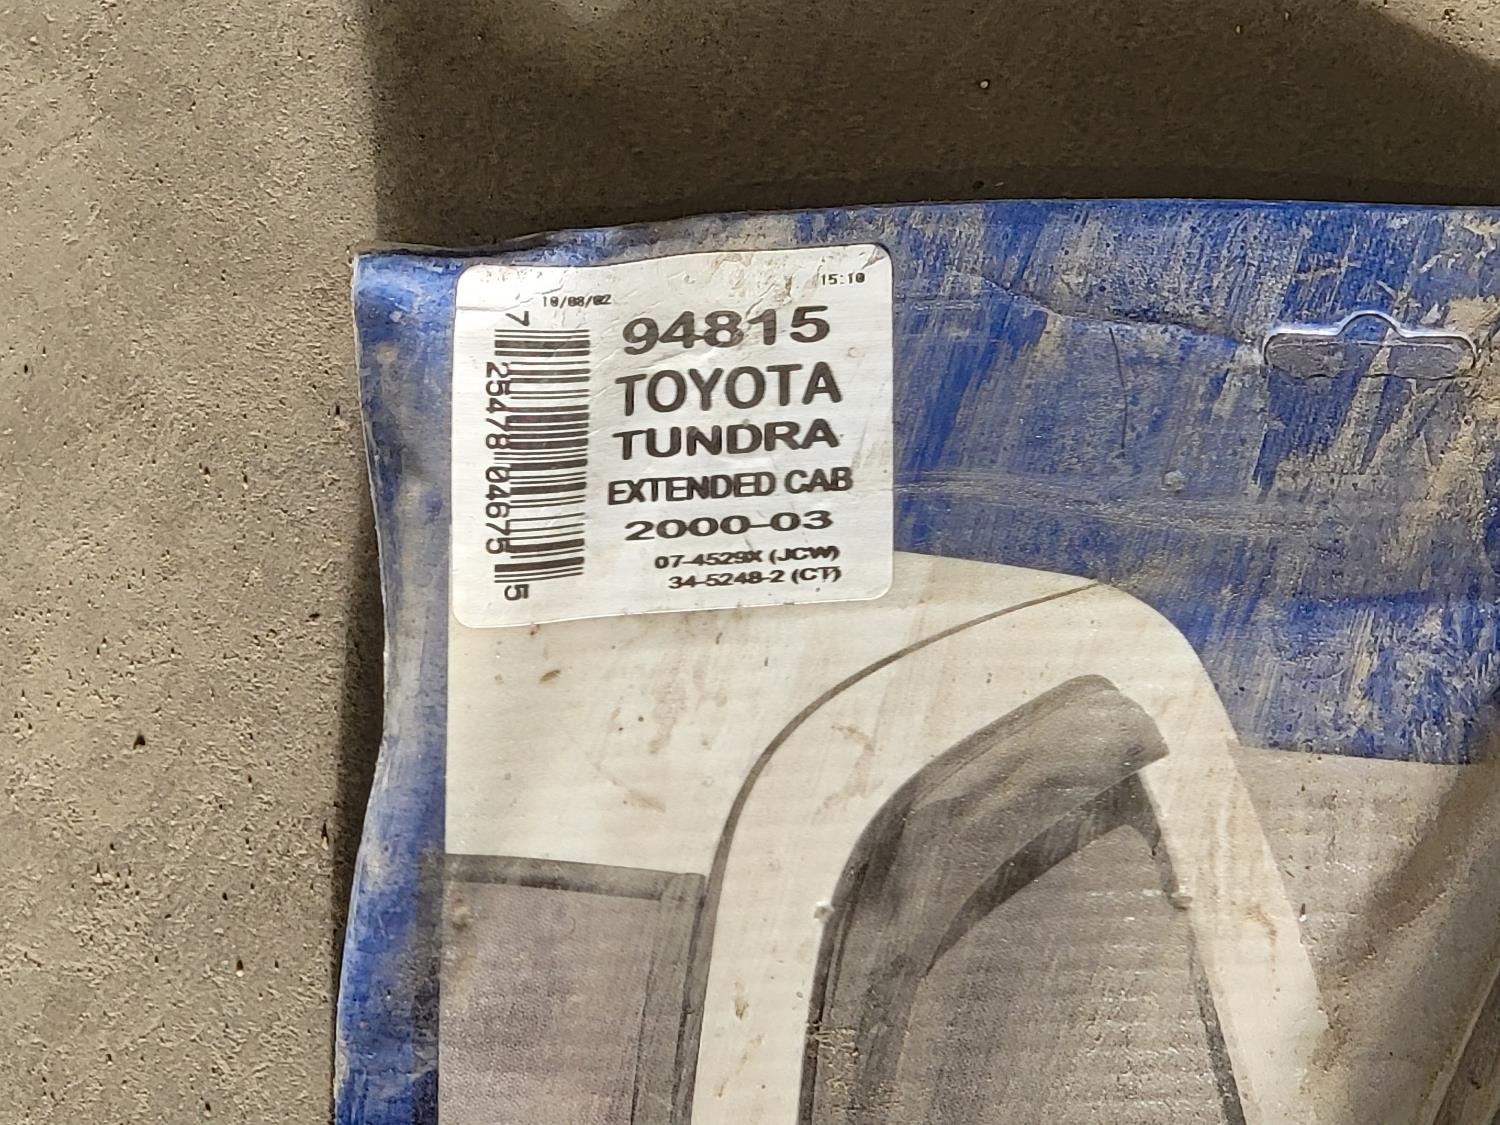 10/08/02
15:10
94815
TOYOTA
TUNDRA
EXTENDED CAB
2000-03
07-4529X (JCW)
34-5248-2 (CT)
7 25478 04675 5